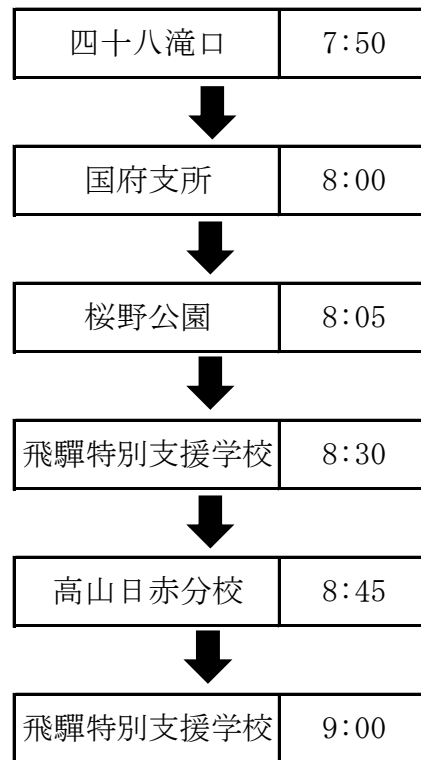 四十八滝口 7:50
国府支所 8:00
桜野公園 8:05
飛驒特別支援学校 8:30
高山日赤分校 8:45
飛驒特別支援学校 9:00